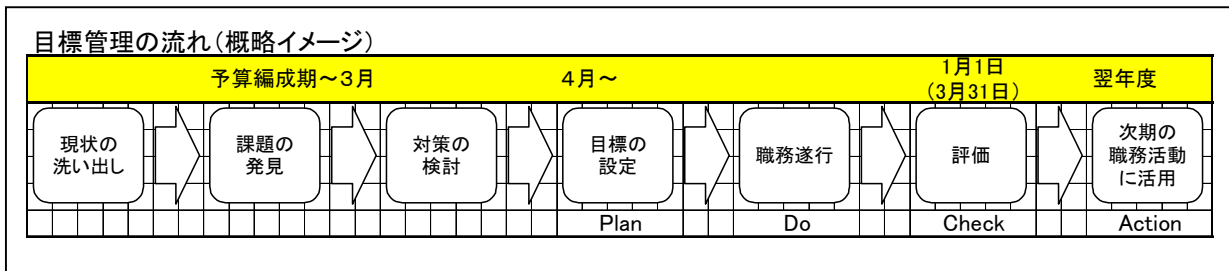 目標管理の流れ（概略イメージ）
予算編成期～３月
４月～
1月1日
（3月31日）
翌年度
現状の
洗い出し
課題の
発見
対策の
検討
目標の
設定
職務遂行
評価
次期の
職務活動
に活用
Plan
Do
Check
Action